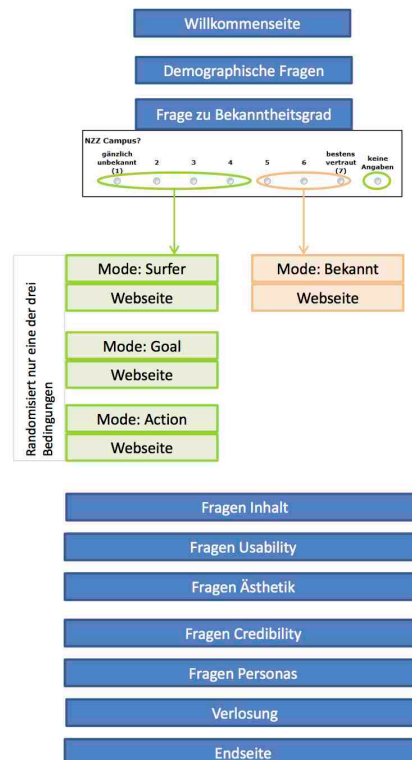 Willkommenseite
Demographische Fragen
Frage zu Bekanntheitsgrad
NZZ Campus?
gänzlich unbekannt (1) 2 3 4 5 6 bestens vertraut (7) keine Angaben
Randomisiert nur eine der drei
Bedingungen
Mode: Surfer
Webseite
Mode: Goal
Webseite
Mode: Action
Webseite
Mode: Bekannt
Webseite
Fragen Inhalt
Fragen Usability
Fragen Ästhetik
Fragen Credibility
Fragen Personas
Verlosung
Endseite